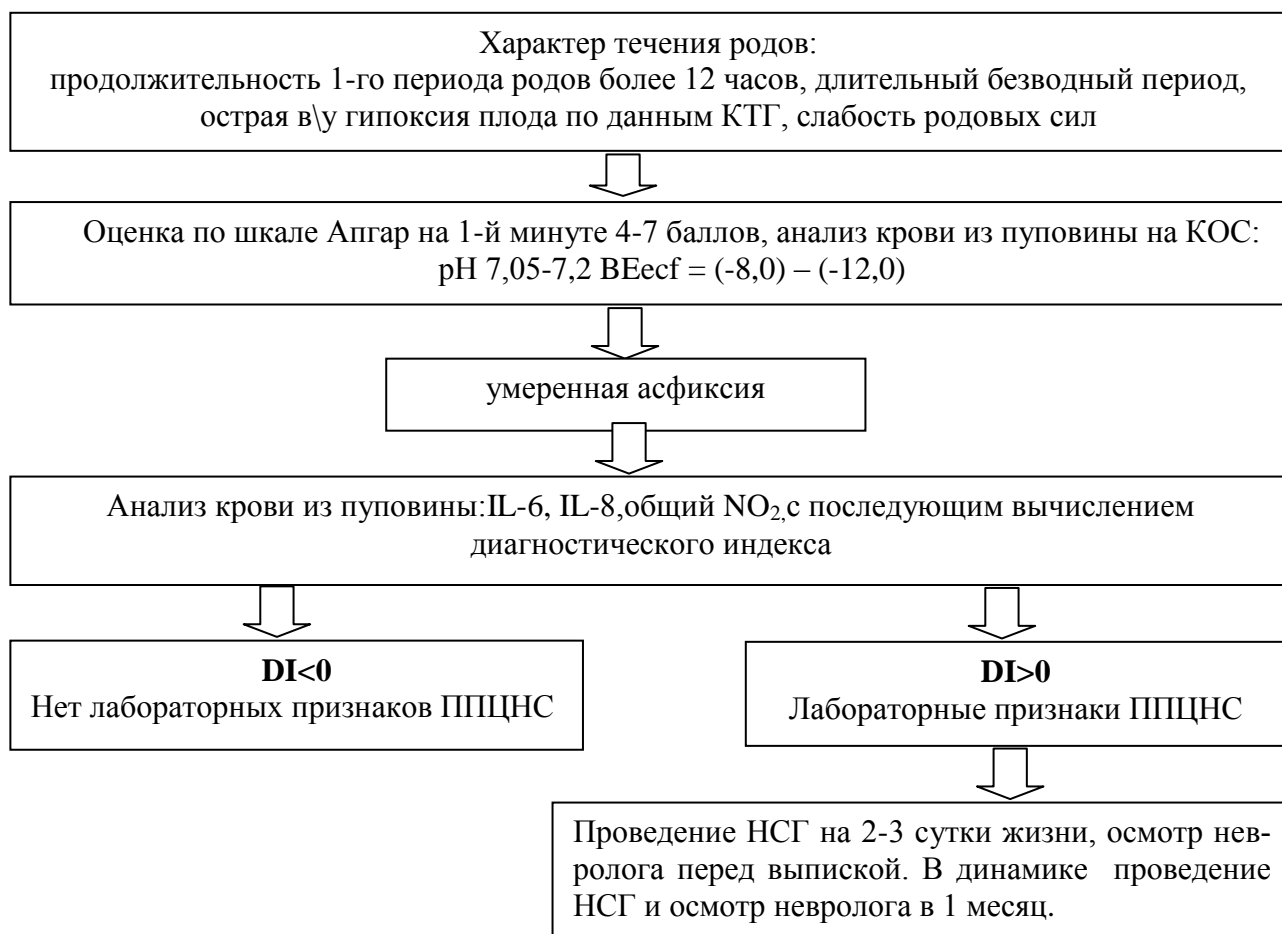 Характер течения родов:
продолжительность 1-го периода родов более 12 часов, длительный безводный период,
острая в\у гипоксия плода по данным КТГ, слабость родовых сил
Оценка по шкале Апгар на 1-й минуте 4-7 баллов, анализ крови из пуповины на КОС:
pH 7,05-7,2 BEecf = (-8,0) – (-12,0)
умеренная асфиксия
Анализ крови из пуповины:IL-6, IL-8,общий NO₂,с последующим вычислением
диагностического индекса
DI<0
Нет лабораторных признаков ППЦНС
DI>0
Лабораторные признаки ППЦНС
Проведение НСГ на 2-3 сутки жизни, осмотр нев-
ролога перед выпиской. В динамике проведение
НСГ и осмотр невролога в 1 месяц.